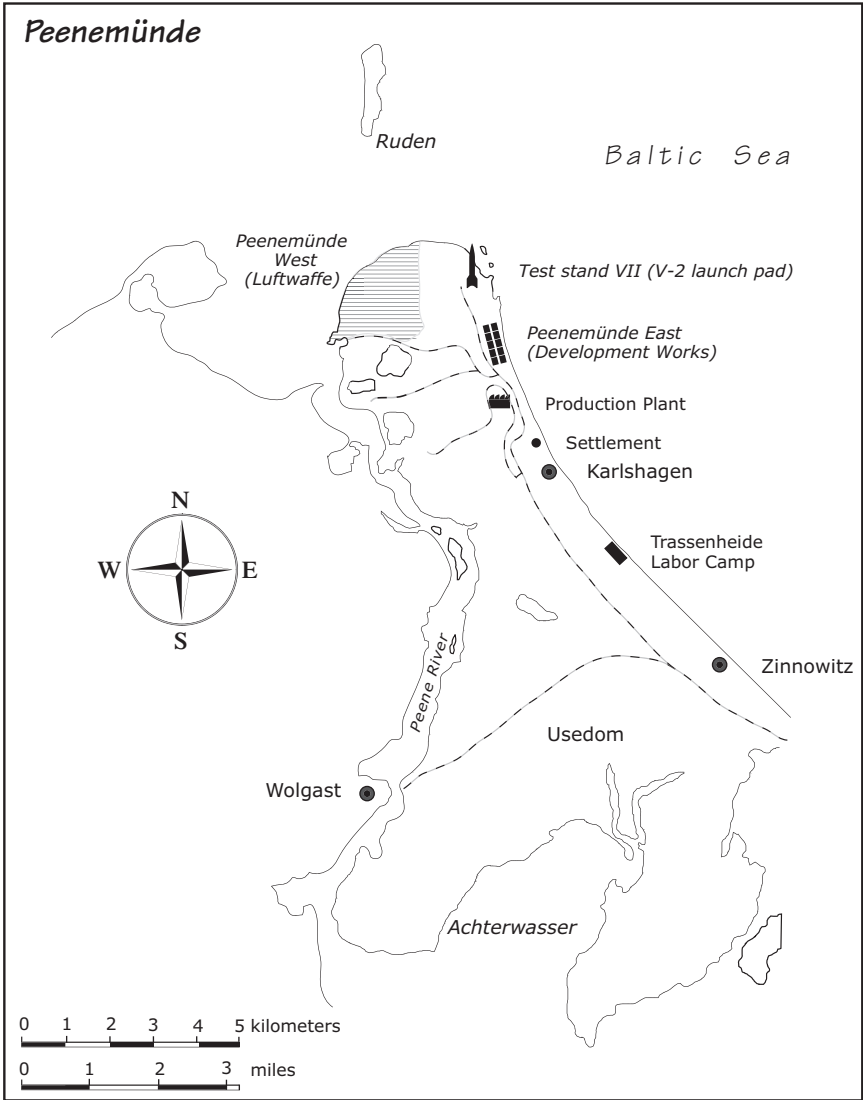 Peenemünde
Ruden
Baltic Sea
Peenemünde
West
(Luftwaffe)
Test stand VII (V-2 launch pad)
Peenemünde East
(Development Works)
Production Plant
Settlement
Karlshagen
N
W E
S
Trassenheide
Labor Camp
Peene River
Zinnowitz
Usedom
Wolgast
Achterwasser
0 1 2 3 4 5 kilometers
0 1 2 3 miles